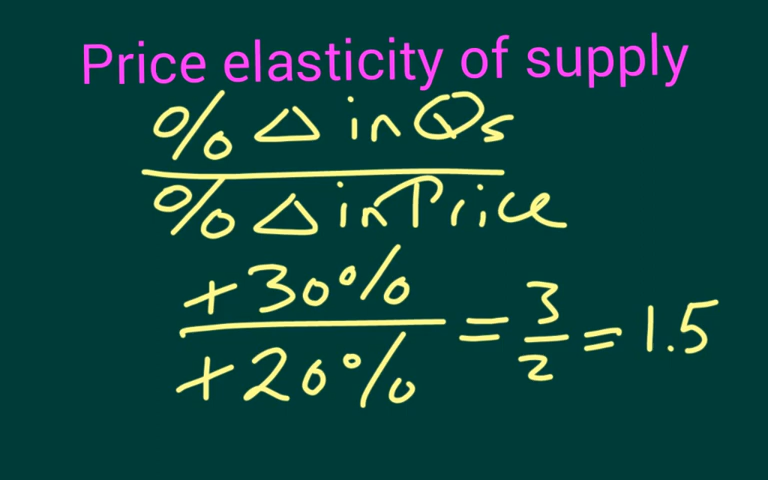 Price elasticity of supply
% Δ in Qs
% Δ in Price
+30%
+20%
= 3/2 = 1.5